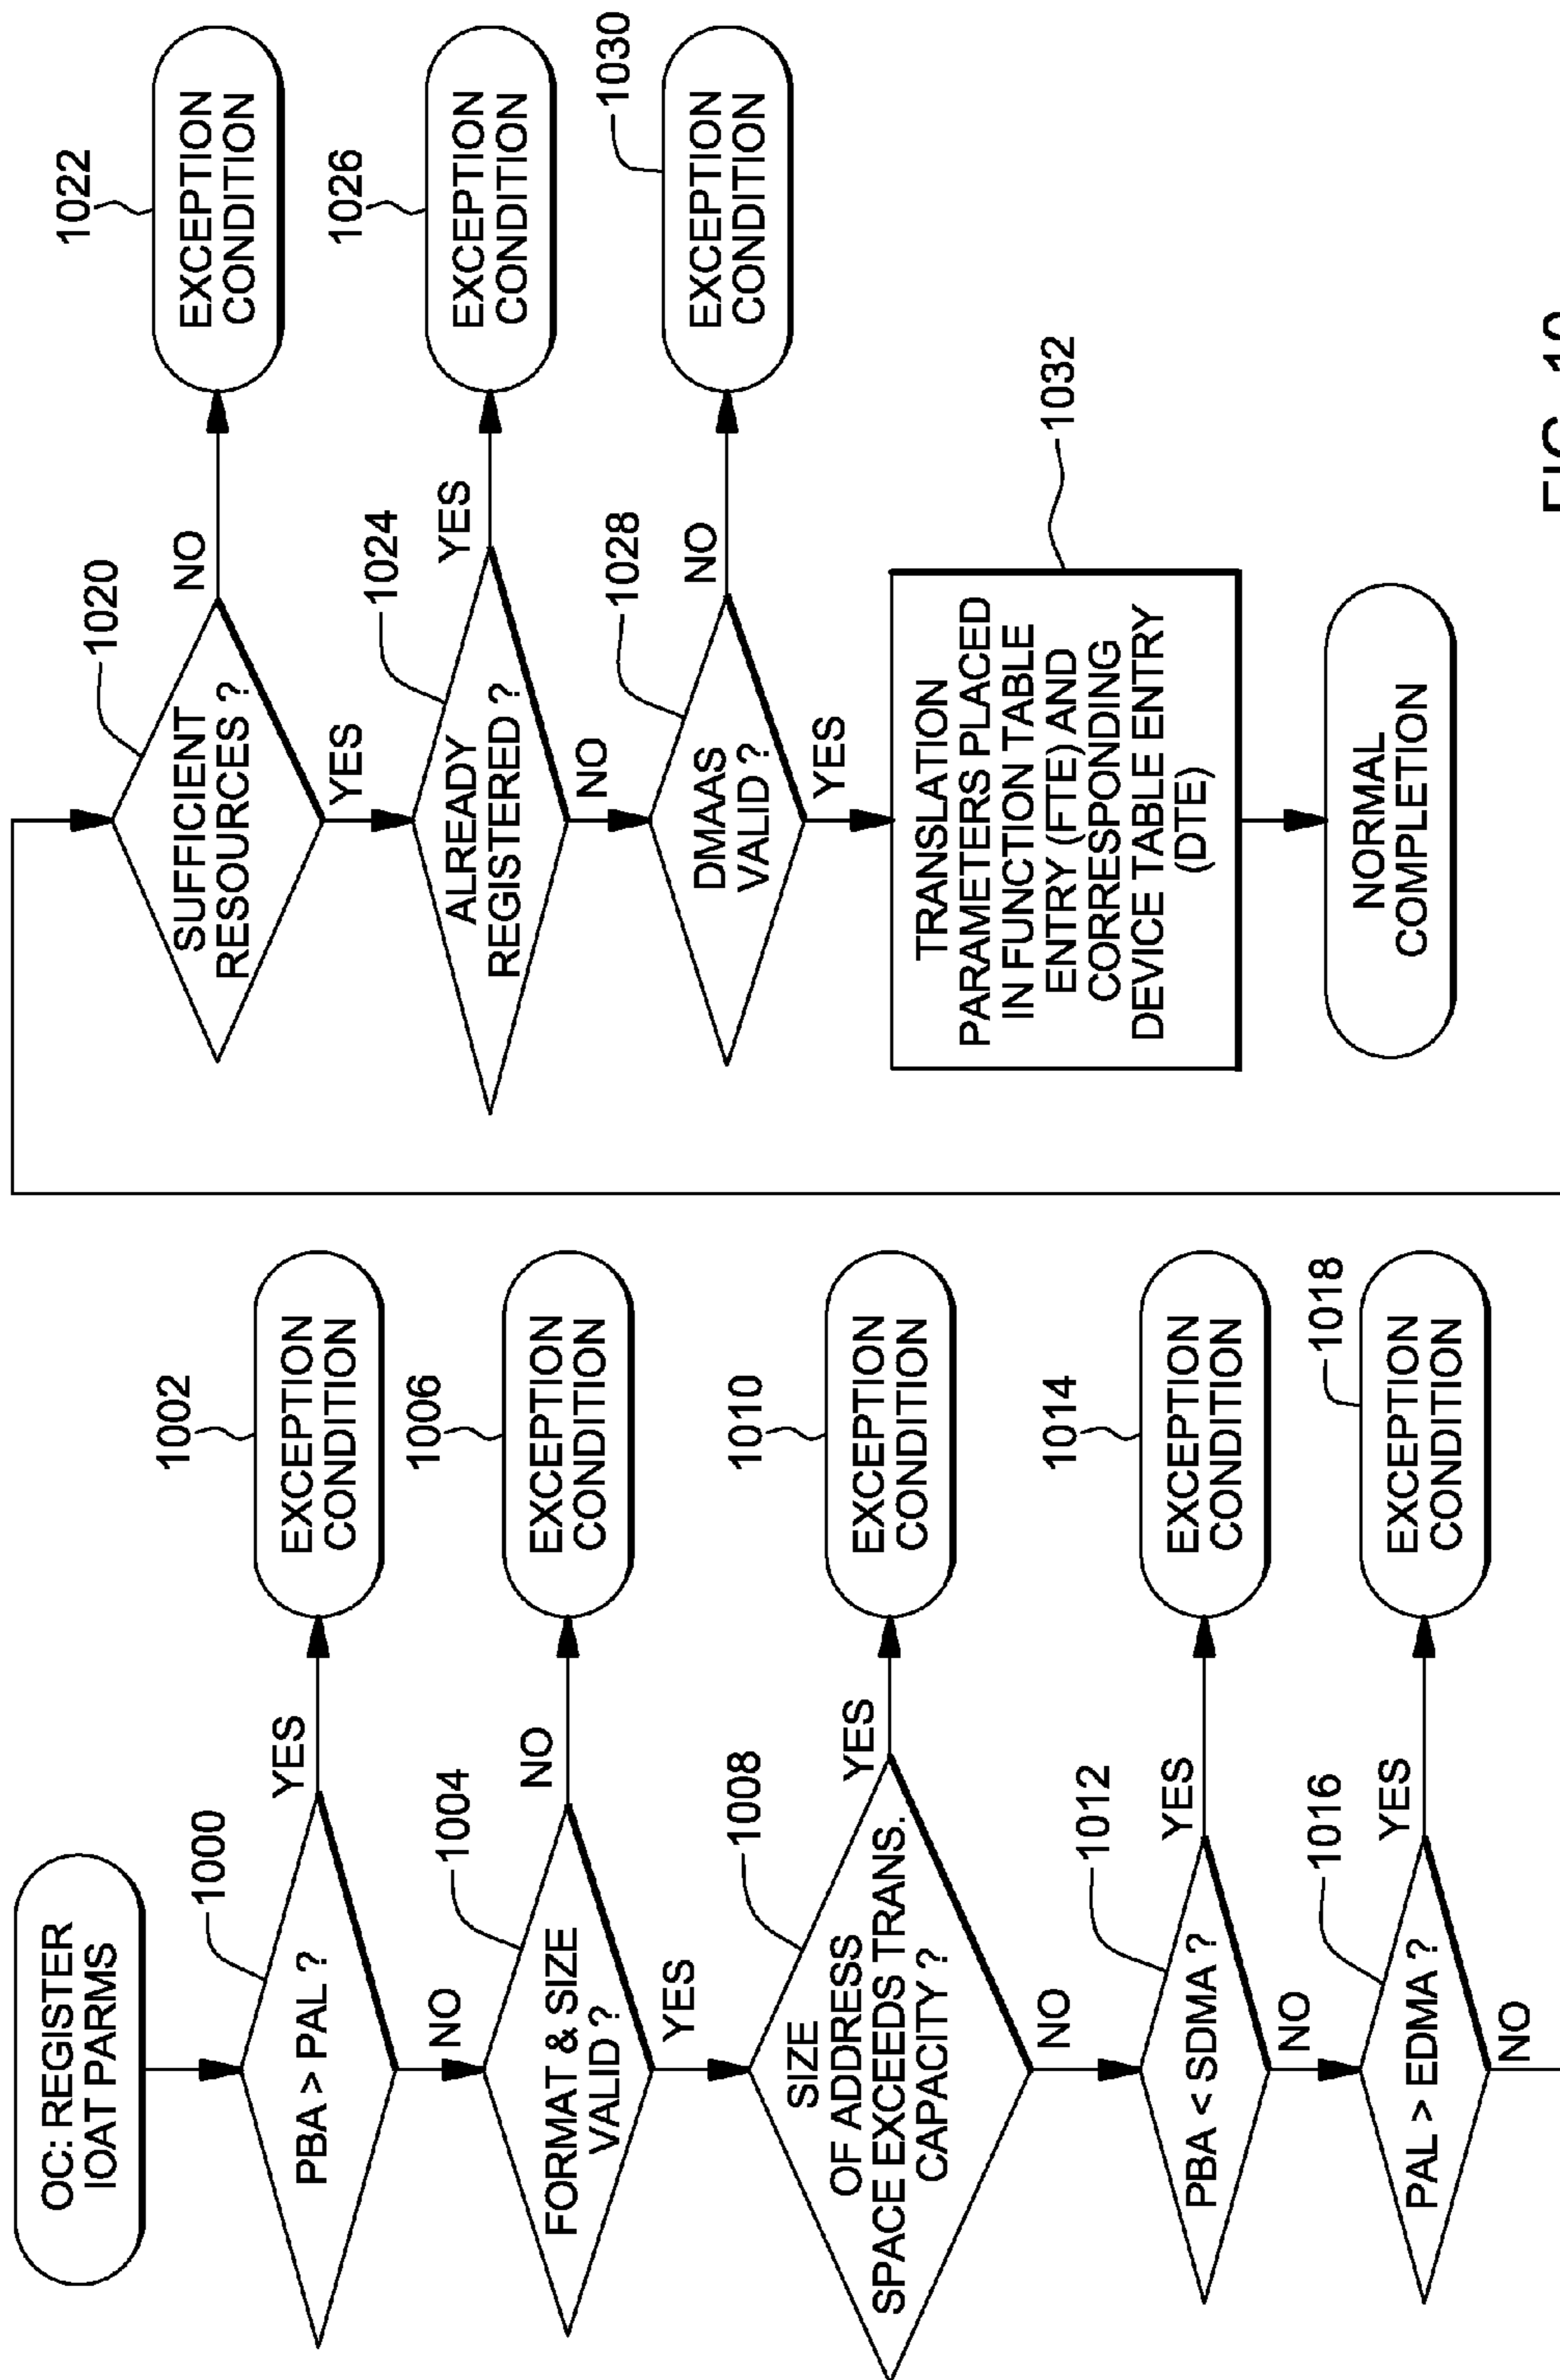 OC: REGISTER
IOAT PARMS
1000
PBA > PAL ?
YES
1002
EXCEPTION
CONDITION
NO
1004
FORMAT & SIZE
VALID ?
NO
1006
EXCEPTION
CONDITION
YES
1008
SIZE
OF ADDRESS
SPACE EXCEEDS TRANS.
CAPACITY ?
YES
1010
EXCEPTION
CONDITION
NO
1012
PBA < SDMA ?
YES
1014
EXCEPTION
CONDITION
NO
1016
PAL > EDMA ?
YES
1018
EXCEPTION
CONDITION
NO
1020
SUFFICIENT
RESOURCES ?
NO
1022
EXCEPTION
CONDITION
YES
1024
ALREADY
REGISTERED ?
YES
1026
EXCEPTION
CONDITION
NO
1028
DMAAS
VALID ?
NO
1030
EXCEPTION
CONDITION
YES
1032
TRANSLATION
PARAMETERS PLACED
IN FUNCTION TABLE
ENTRY (FTE) AND
CORRESPONDING
DEVICE TABLE ENTRY
(DTE)
NORMAL
COMPLETION
FIG.